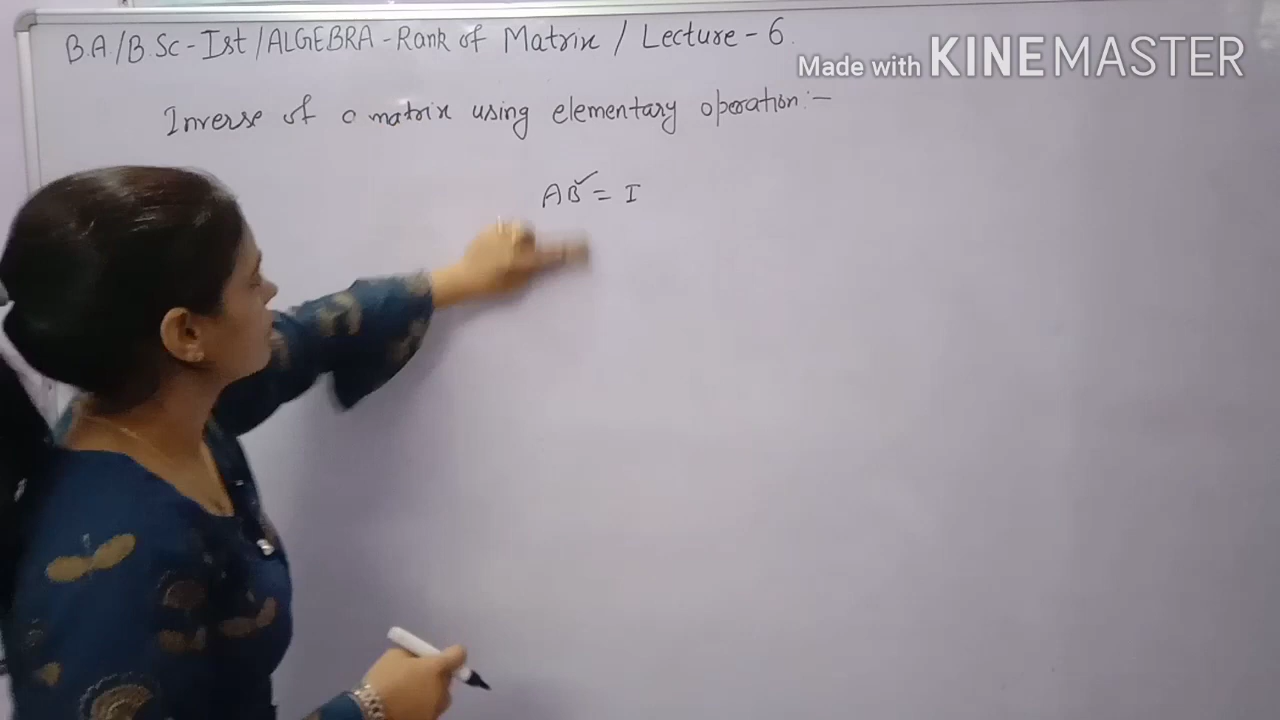 B.A/B.Sc-Ist/ALGEBRA-Rank of Matrix/Lecture-6.
Made with KINEMASTER
Inverse of a matrix using elementary operation:-
AB = I